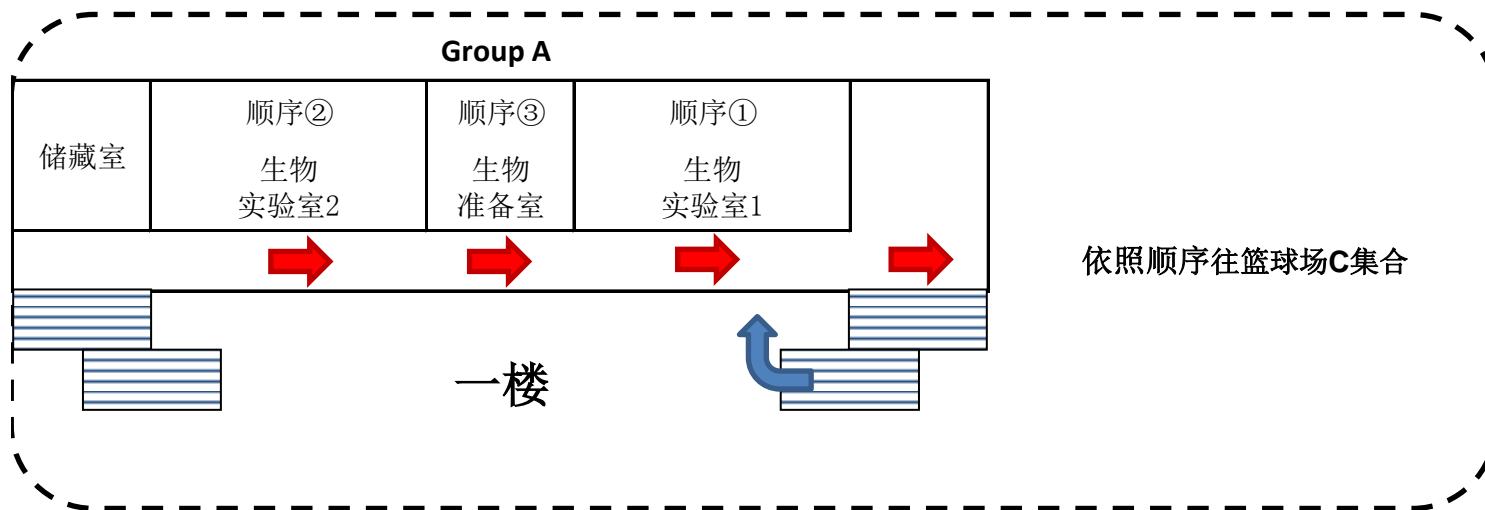 Group A
储藏室
顺序②
生物
实验室2
顺序③
生物
准备室
顺序①
生物
实验室1
依照顺序往篮球场C集合
一楼